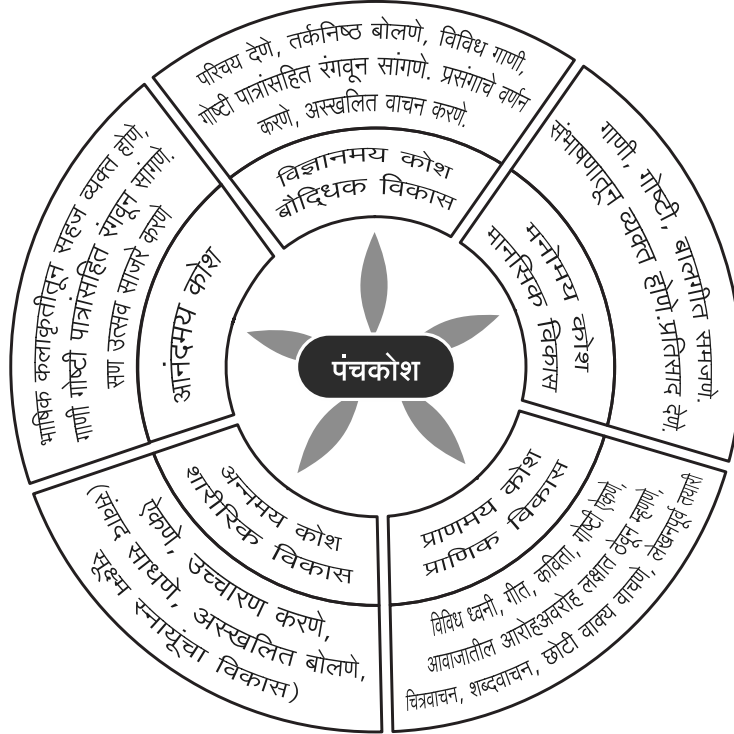 परिचय देणे, तर्कनिष्ठ बोलणे, विविध गाणी,
गोष्टी पात्रांसहित रंगवून सांगणे. प्रसंगाचे वर्णन
करणे, अस्खलित वाचन करणे.
विज्ञानमय कोश
बौद्धिक विकास
गाणी, गोष्टी, बालगीत समजणे.
संभाषणातून व्यक्त होणे.प्रतिसाद देणे.
मनोमय कोश
मानसिक विकास
प्राणमय कोश
प्राणिक विकास
विविध ध्वनी, गीत, कविता, गोष्टी ऐकणे,
आवाजातील आरोहअवरोह लक्षात ठेवून म्हणणे,
चित्रवाचन, शब्दवाचन, छोटी वाक्य वाचणे, लेखनपूर्व तयारी
अन्नमय कोश
शारीरिक विकास
ऐकणे, उच्चारण करणे,
(संवाद साधणे, अस्खलित बोलणे,
सूक्ष्म स्नायूंचा विकास)
भाषिक कलाकृतीतून सहज व्यक्त होणे,
गाणी गोष्टी पात्रांसहित रंगवून सांगणे.
सण उत्सव साजरे करणे
आनंदमय कोश
पंचकोश